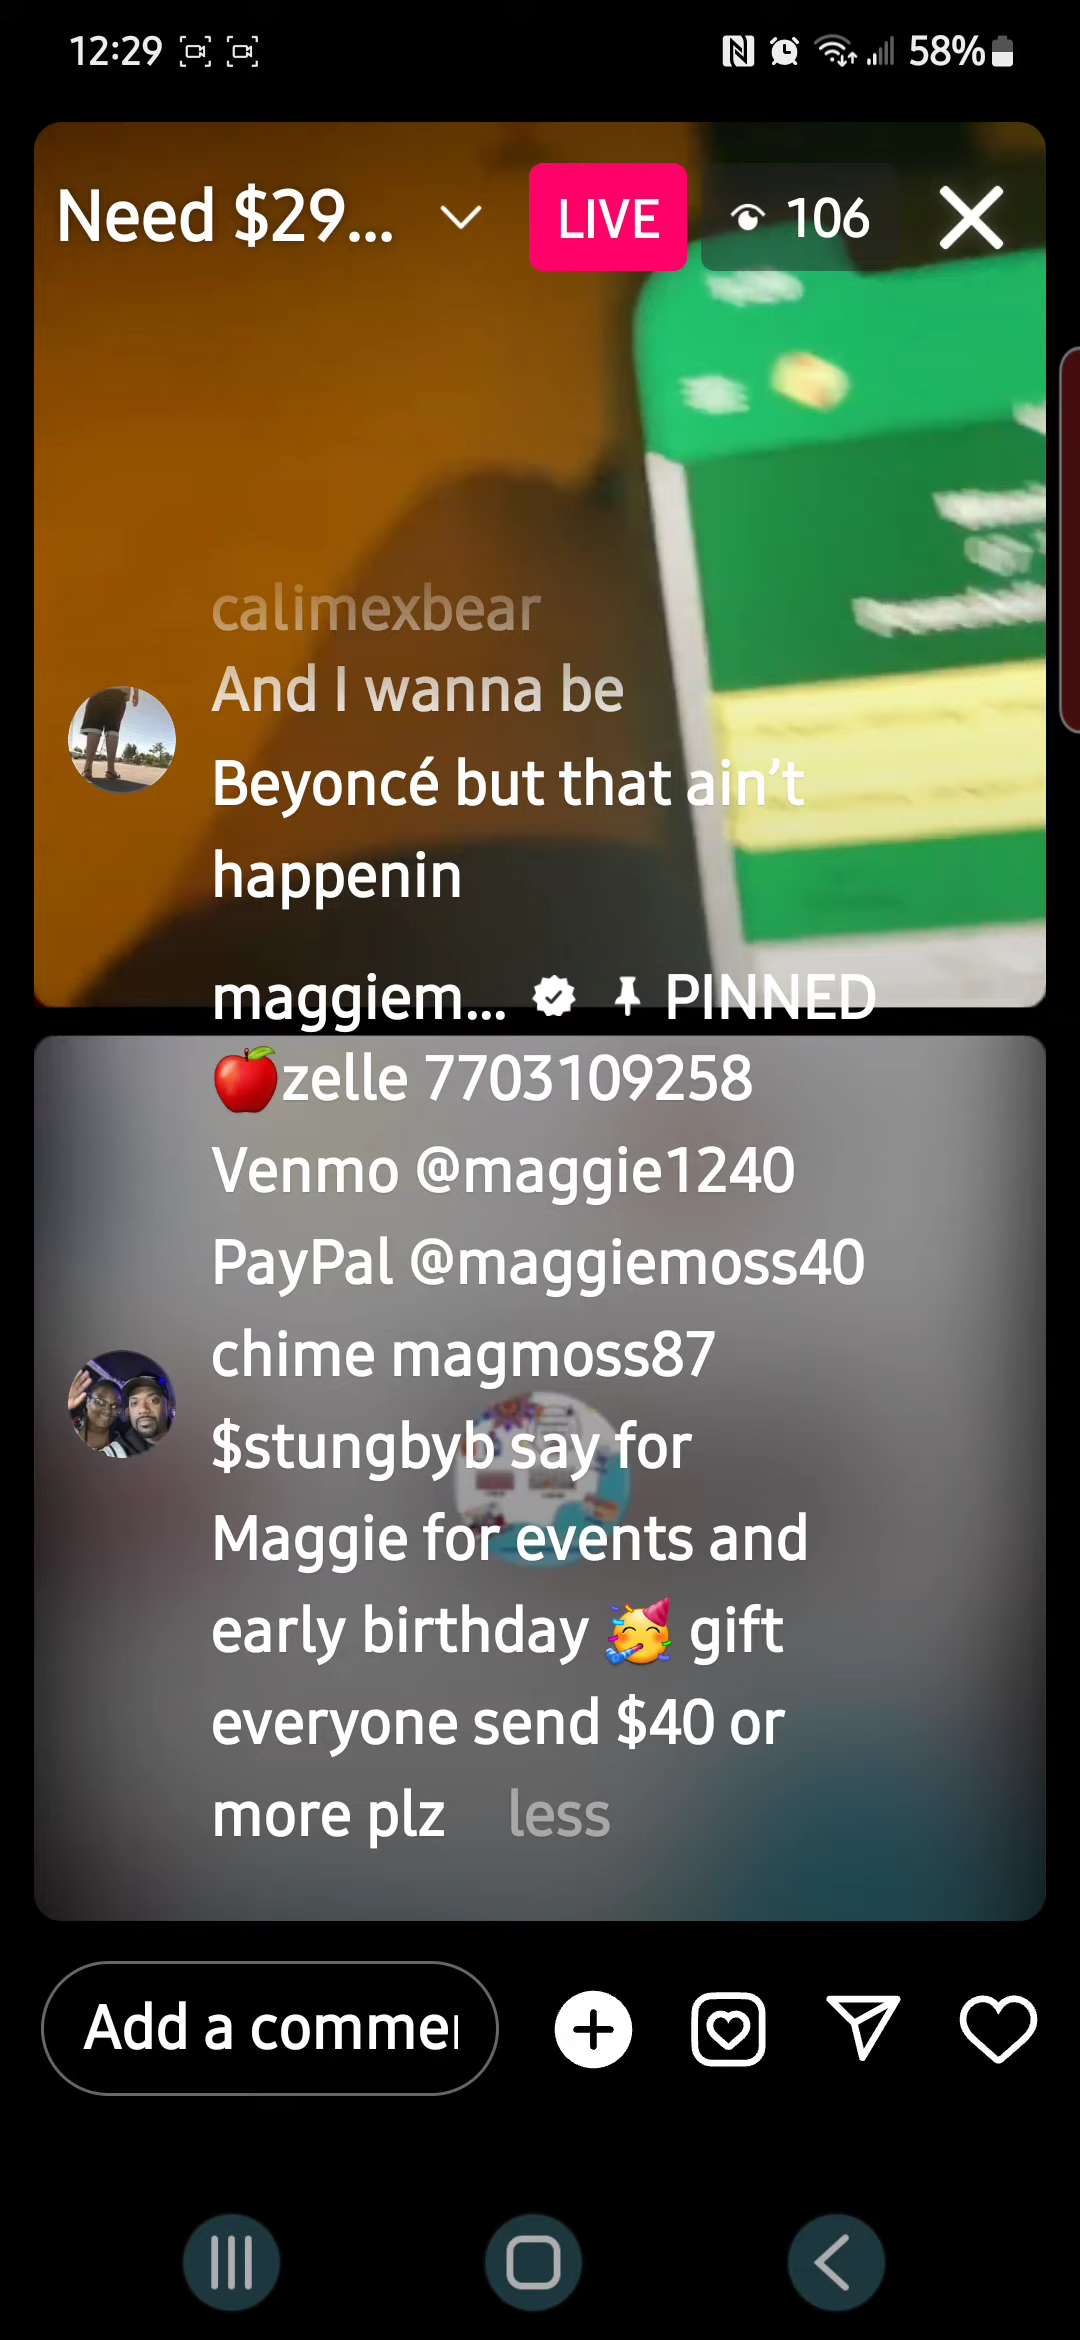 12:29 58%
Need $29... LIVE 106
calimexbear
And I wanna be
Beyoncé but that ain't
happenin
maggiem... PINNED
🍎zelle 7703109258
Venmo @maggie1240
PayPal @maggiemoss40
chime magmoss87
$stungbyb say for
Maggie for events and
early birthday 🥳 gift
everyone send $40 or
more plz less
Add a commen